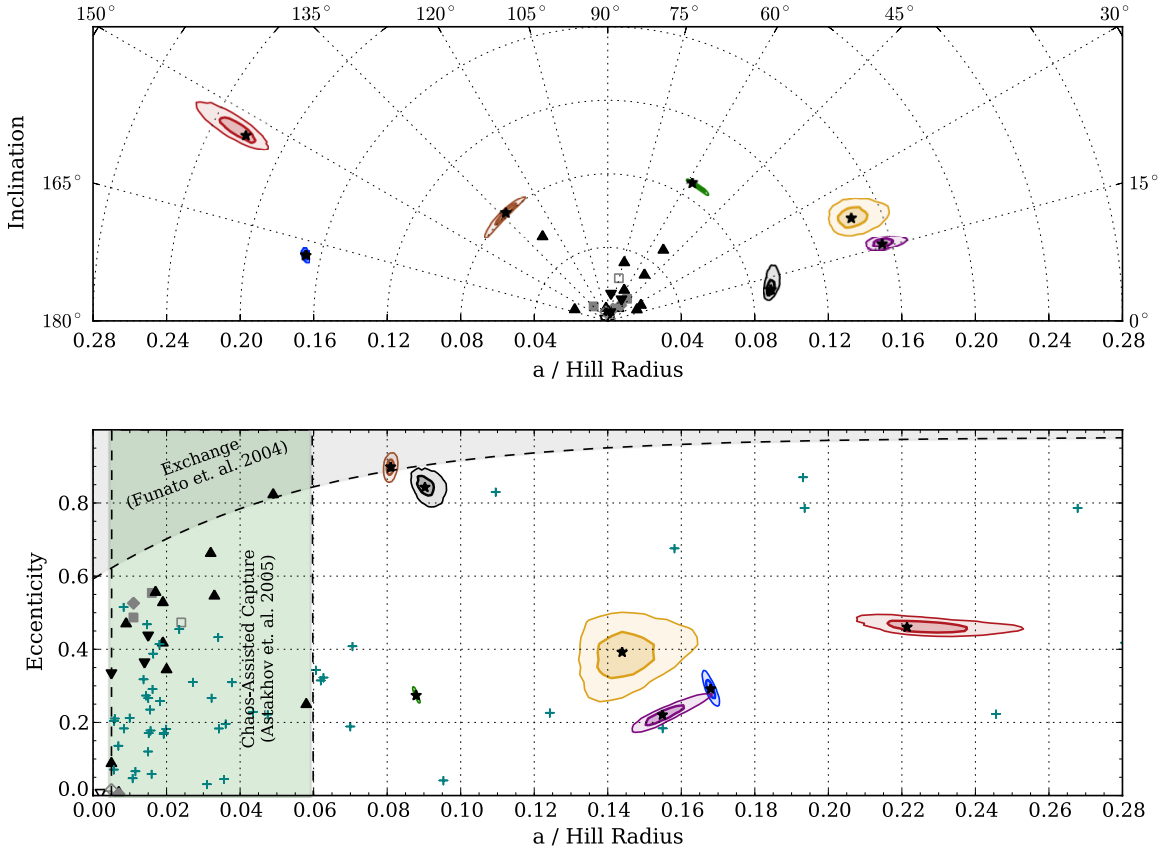 150° 135° 120° 105° 90° 75° 60° 45° 30°
Inclination
165° 15°
180° 0°
0.28 0.24 0.20 0.16 0.12 0.08 0.04 0.04 0.08 0.12 0.16 0.20 0.24 0.28
a / Hill Radius
Exchange
(Funato et. al. 2004)
Chaos-Assisted Capture
(Astakhov et. al. 2005)
Eccenticity
0.8
0.6
0.4
0.2
0.0
0.00 0.02 0.04 0.06 0.08 0.10 0.12 0.14 0.16 0.18 0.20 0.22 0.24 0.26 0.28
a / Hill Radius